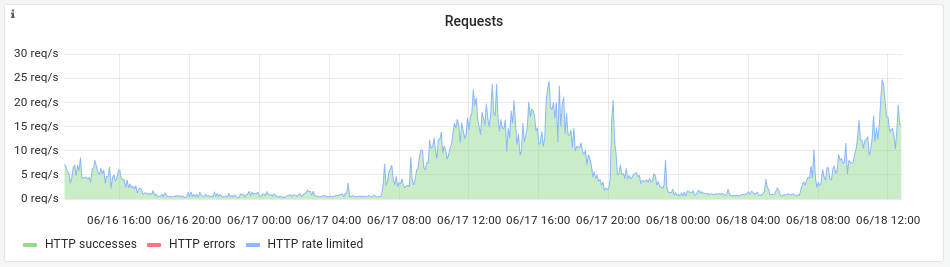 i
Requests
30 req/s
25 req/s
20 req/s
15 req/s
10 req/s
5 req/s
0 req/s
06/16 16:00 06/16 20:00 06/17 00:00 06/17 04:00 06/17 08:00 06/17 12:00 06/17 16:00 06/17 20:00 06/18 00:00 06/18 04:00 06/18 08:00 06/18 12:00
HTTP successes HTTP errors HTTP rate limited